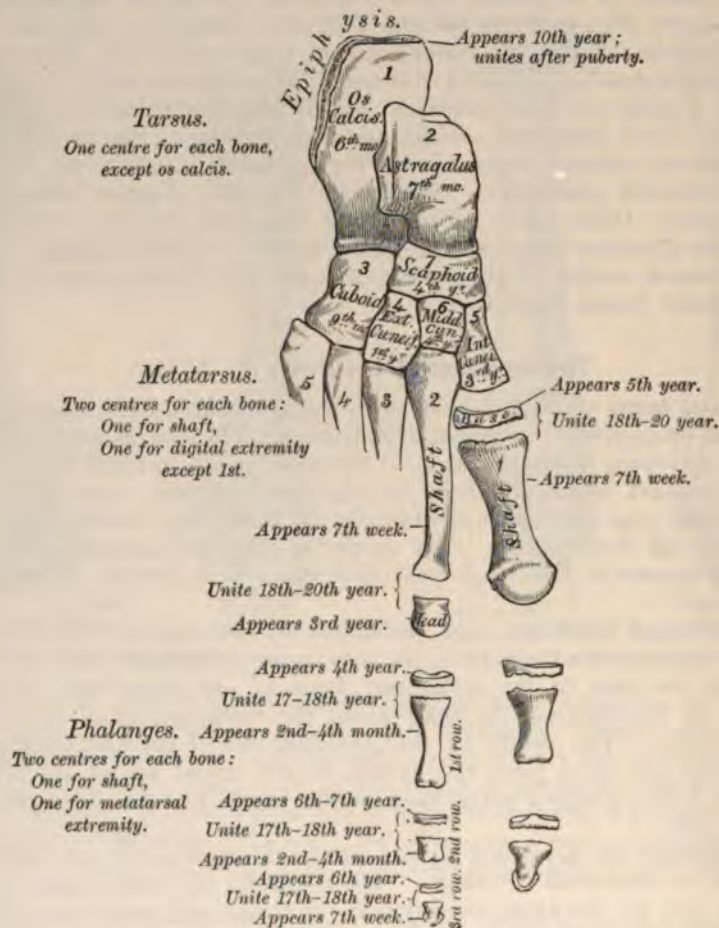 Epiphysis.
Appears 10th year ;
unites after puberty.
1
Os
Calcis.
6th mo
2
Astragalus
7th mo.
Tarsus.
One centre for each bone,
except os calcis.
3
Cuboid
9th mo
7
Scaphoid
4th yr
4
Ext.
Cuneif.
1st yr
6
Midd
Cun
4th yr
5
Int
Cunei
3rd yr
Metatarsus.
Two centres for each bone :
One for shaft,
One for digital extremity
except 1st.
5
4
3
2
Shaft
Appears 5th year.
Base
Unite 18th–20 year.
1
Shaft
Appears 7th week.
Appears 7th week.
Unite 18th–20th year.
Appears 3rd year.
Head
Appears 4th year.
Unite 17–18th year.
Phalanges.
Appears 2nd–4th month.
1st row.
Two centres for each bone :
One for shaft,
One for metatarsal
extremity.
Appears 6th–7th year.
Unite 17th–18th year.
Appears 2nd–4th month.
2nd row.
Appears 6th year.
Unite 17th–18th year.
Appears 7th week.
3rd row.